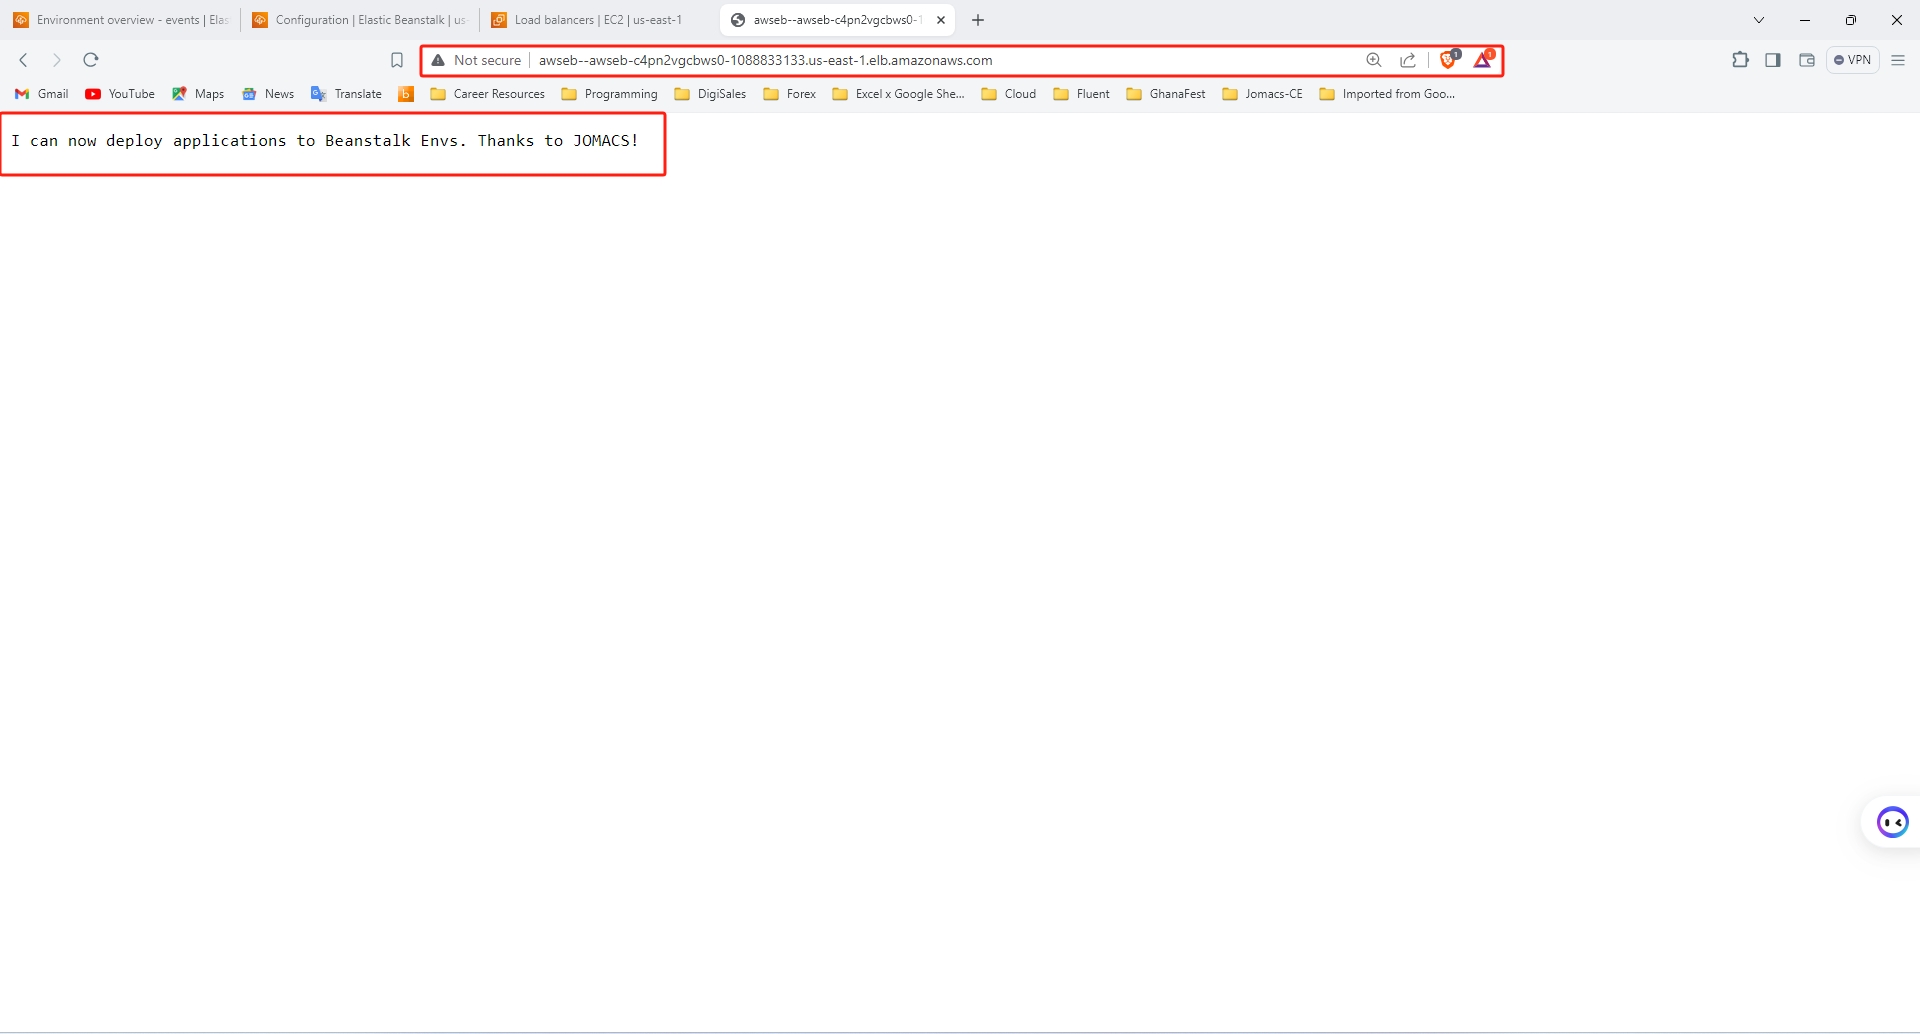 Environment overview - events | Elas
Configuration | Elastic Beanstalk | us-
Load balancers | EC2 | us-east-1
awseb--awseb-c4pn2vgcbws0-1
Not secure
awseb--awseb-c4pn2vgcbws0-1088833133.us-east-1.elb.amazonaws.com
1
1
VPN
Gmail
YouTube
Maps
News
Translate
b
Career Resources
Programming
DigiSales
Forex
Excel x Google She...
Cloud
Fluent
GhanaFest
Jomacs-CE
Imported from Goo...
I can now deploy applications to Beanstalk Envs. Thanks to JOMACS!